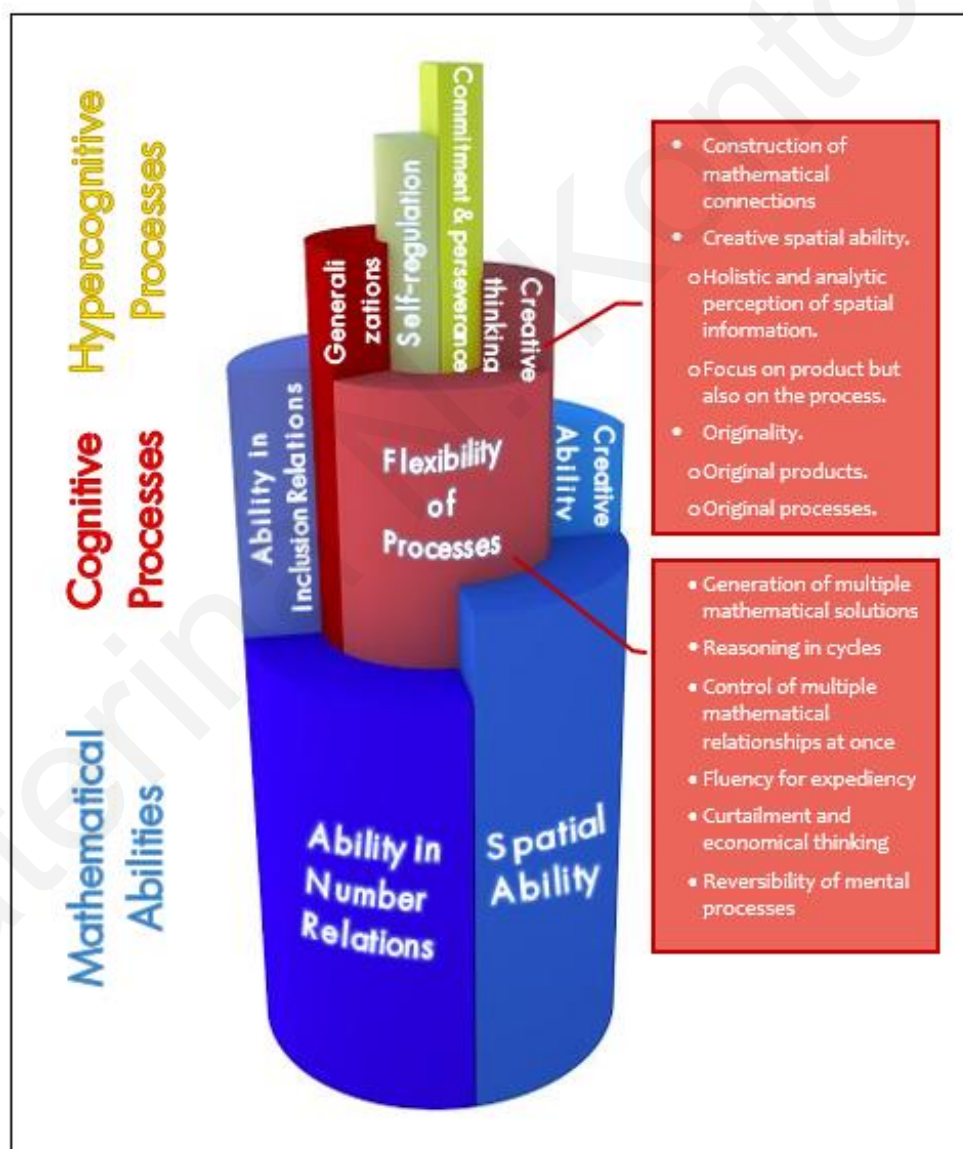 Hypercognitive
Processes
Cognitive
Processes
Mathematical
Abilities
Commitment & perseverance
Self-regulation
Generali
zations
Creative
thinking
Ability in
Inclusion Relations
Flexibility
of
Processes
Creative
Ability
Ability in
Number
Relations
Spatial
Ability
• Construction of
mathematical
connections
• Creative spatial ability.
o Holistic and analytic
perception of spatial
information.
o Focus on product but
also on the process.
• Originality.
o Original products.
o Original processes.
• Generation of multiple
mathematical solutions
• Reasoning in cycles
• Control of multiple
mathematical
relationships at once
• Fluency for expediency
• Curtailment and
economical thinking
• Reversibility of mental
processes